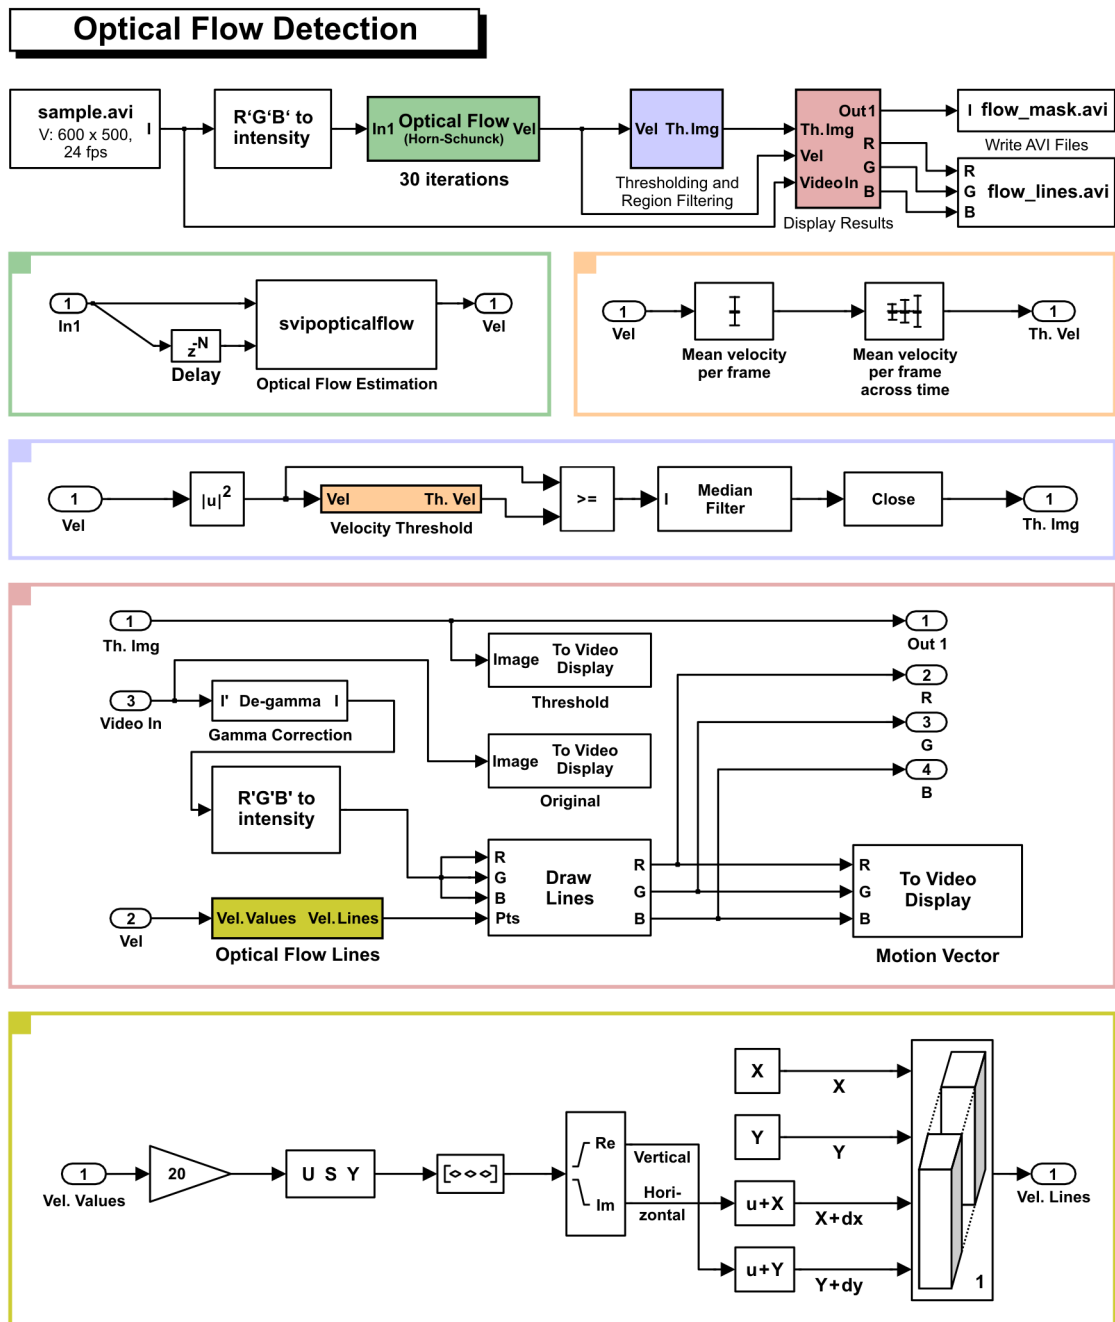 Optical Flow Detection
sample.avi
V: 600 x 500,
24 fps
I
R‘G‘B‘ to
intensity
In1 Optical Flow Vel
(Horn-Schunck)
30 iterations
Vel Th. Img
Thresholding and
Region Filtering
Out 1
Th. Img
R
Vel
G
Video In
B
Display Results
I flow_mask.avi
Write AVI Files
R
G flow_lines.avi
B
1
In1
z-N
Delay
svipopticalflow
Optical Flow Estimation
1
Vel
1
Vel
Mean velocity
per frame
Mean velocity
per frame
across time
1
Th. Vel
1
Vel
|u|2
Vel Th. Vel
Velocity Threshold
>=
I Median
Filter
Close
1
Th. Img
1
Th. Img
Image To Video
Display
Threshold
1
Out 1
2
R
3
Video In
I' De-gamma I
Gamma Correction
Image To Video
Display
Original
3
G
4
B
R'G'B' to
intensity
R
G
B
Pts
Draw
Lines
R
G
B
R
G
B
To Video
Display
Motion Vector
2
Vel
Vel. Values Vel. Lines
Optical Flow Lines
1
Vel. Values
20
U S Y
[<><><>]
Re
Im
Vertical
Hori-
zontal
X
X
Y
Y
u+X
X+dx
u+Y
Y+dy
1
1
Vel. Lines